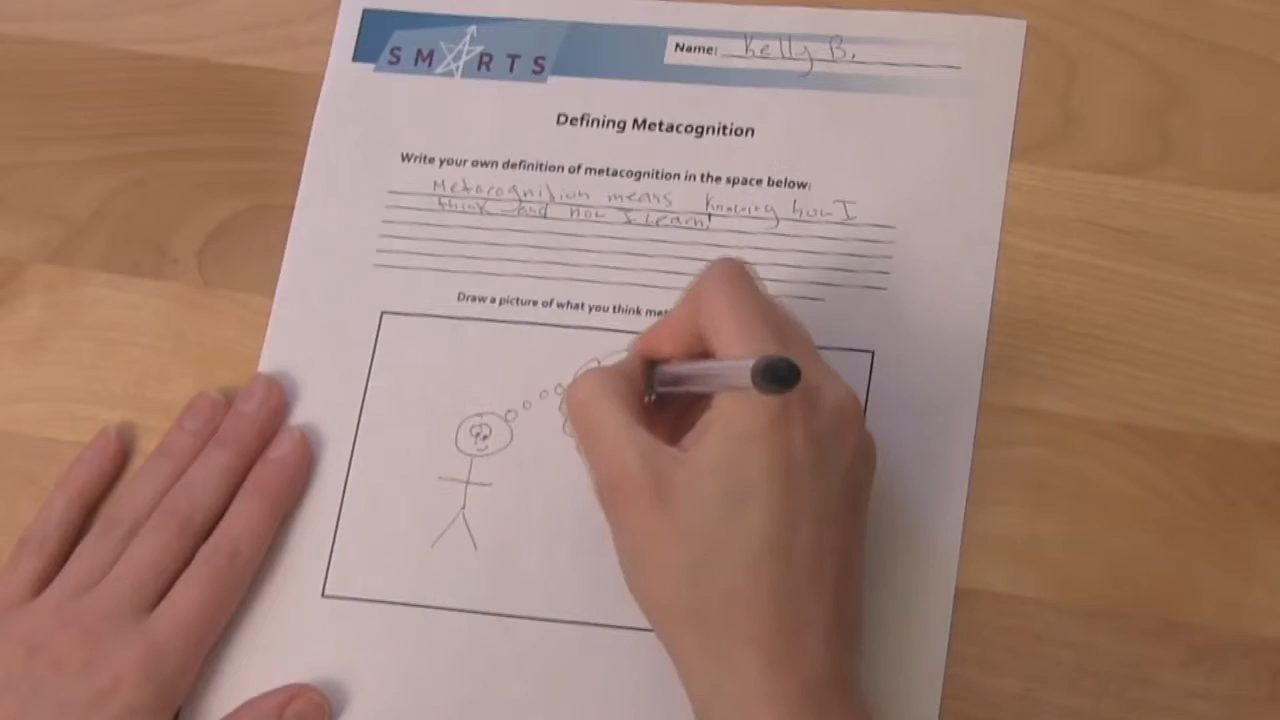 SMARTS
Name: Kelly B.
Defining Metacognition
Write your own definition of metacognition in the space below:
Metacognition means knowing how I
think and how I learn!
Draw a picture of what you think